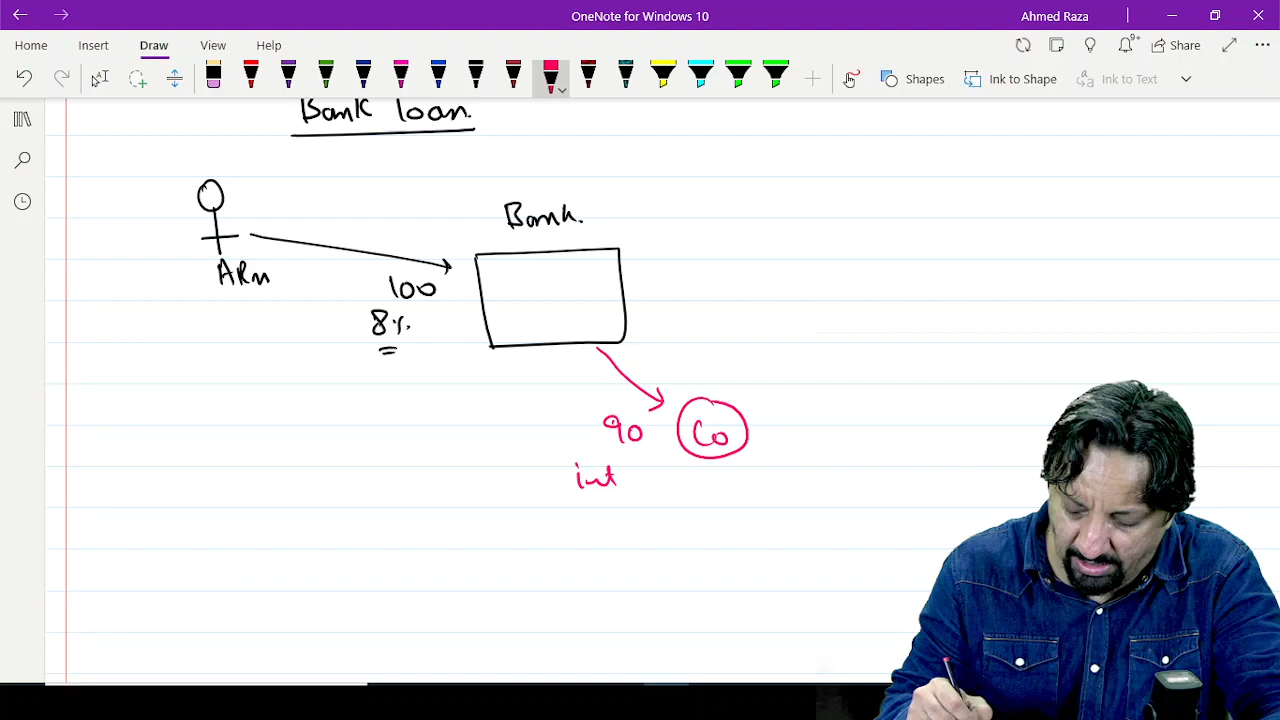 OneNote for Windows 10
Ahmed Raza
Home Insert Draw View Help
Share
Shapes Ink to Shape Ink to Text
Bank loan.
Bank.
100
8%
90 Co
int